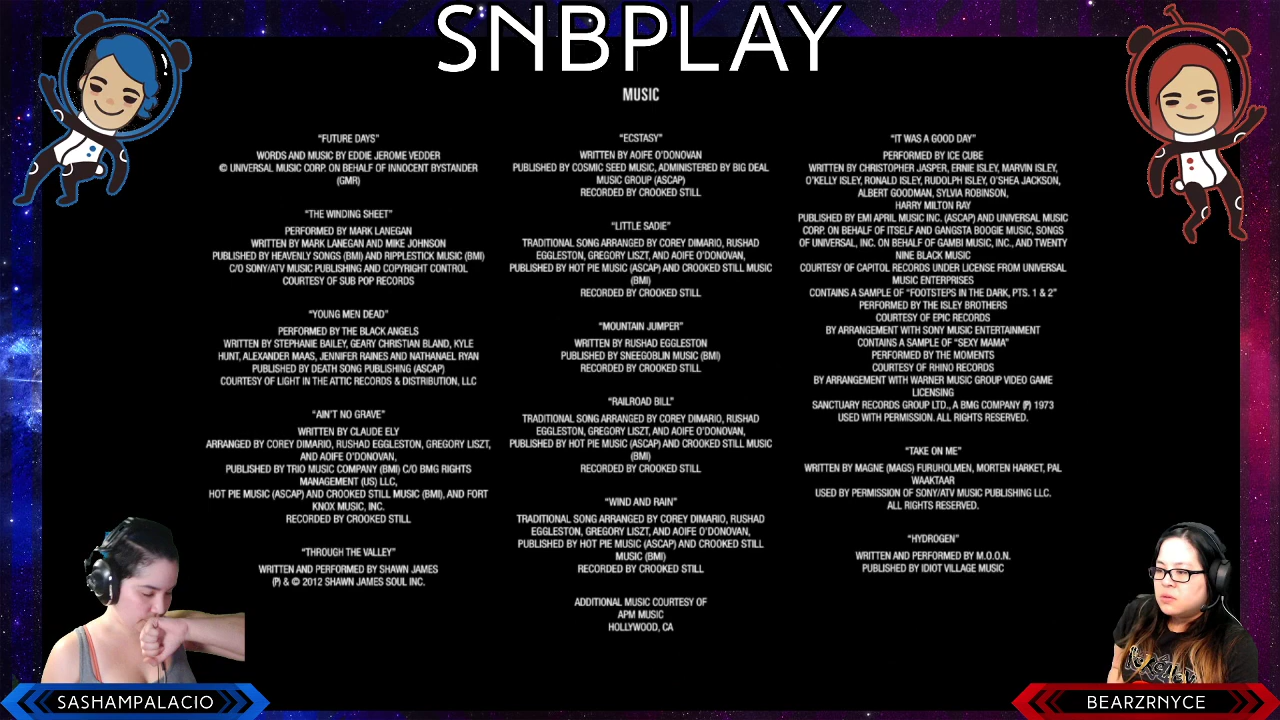 SNBPLAY
MUSIC
“FUTURE DAYS”
WORDS AND MUSIC BY EDDIE JEROME VEDDER
© UNIVERSAL MUSIC CORP. ON BEHALF OF INNOCENT BYSTANDER
(GMR)
“THE WINDING SHEET”
PERFORMED BY MARK LANEGAN
WRITTEN BY MARK LANEGAN AND MIKE JOHNSON
PUBLISHED BY HEAVENLY SONGS (BMI) AND RIPPLESTICK MUSIC (BMI)
C/O SONY/ATV MUSIC PUBLISHING AND COPYRIGHT CONTROL
COURTESY OF SUB POP RECORDS
“YOUNG MEN DEAD”
PERFORMED BY THE BLACK ANGELS
WRITTEN BY STEPHANIE BAILEY, GEARY CHRISTIAN BLAND, KYLE
HUNT, ALEXANDER MAAS, JENNIFER RAINES AND NATHANAEL RYAN
PUBLISHED BY DEATH SONG PUBLISHING (ASCAP)
COURTESY OF LIGHT IN THE ATTIC RECORDS & DISTRIBUTION, LLC
“AIN'T NO GRAVE”
WRITTEN BY CLAUDE ELY
ARRANGED BY COREY DIMARIO, RUSHAD EGGLESTON, GREGORY LISZT,
AND AOIFE O'DONOVAN,
PUBLISHED BY TRIO MUSIC COMPANY (BMI) C/O BMG RIGHTS
MANAGEMENT (US) LLC,
HOT PIE MUSIC (ASCAP) AND CROOKED STILL MUSIC (BMI), AND FORT
KNOX MUSIC, INC.
RECORDED BY CROOKED STILL
“THROUGH THE VALLEY”
WRITTEN AND PERFORMED BY SHAWN JAMES
℗ & © 2012 SHAWN JAMES SOUL INC.
“ECSTASY”
WRITTEN BY AOIFE O'DONOVAN
PUBLISHED BY COSMIC SEED MUSIC, ADMINISTERED BY BIG DEAL
MUSIC GROUP (ASCAP)
RECORDED BY CROOKED STILL
“LITTLE SADIE”
TRADITIONAL SONG ARRANGED BY COREY DIMARIO, RUSHAD
EGGLESTON, GREGORY LISZT, AND AOIFE O'DONOVAN,
PUBLISHED BY HOT PIE MUSIC (ASCAP) AND CROOKED STILL MUSIC
(BMI)
RECORDED BY CROOKED STILL
“MOUNTAIN JUMPER”
WRITTEN BY RUSHAD EGGLESTON
PUBLISHED BY SNEEGOBLIN MUSIC (BMI)
RECORDED BY CROOKED STILL
“RAILROAD BILL”
TRADITIONAL SONG ARRANGED BY COREY DIMARIO, RUSHAD
EGGLESTON, GREGORY LISZT, AND AOIFE O'DONOVAN,
PUBLISHED BY HOT PIE MUSIC (ASCAP) AND CROOKED STILL MUSIC
(BMI)
RECORDED BY CROOKED STILL
“WIND AND RAIN”
TRADITIONAL SONG ARRANGED BY COREY DIMARIO, RUSHAD
EGGLESTON, GREGORY LISZT, AND AOIFE O'DONOVAN,
PUBLISHED BY HOT PIE MUSIC (ASCAP) AND CROOKED STILL
MUSIC (BMI)
RECORDED BY CROOKED STILL
ADDITIONAL MUSIC COURTESY OF
APM MUSIC
HOLLYWOOD, CA
“IT WAS A GOOD DAY”
PERFORMED BY ICE CUBE
WRITTEN BY CHRISTOPHER JASPER, ERNIE ISLEY, MARVIN ISLEY,
O'KELLY ISLEY, RONALD ISLEY, RUDOLPH ISLEY, O'SHEA JACKSON,
ALBERT GOODMAN, SYLVIA ROBINSON,
HARRY MILTON RAY
PUBLISHED BY EMI APRIL MUSIC INC. (ASCAP) AND UNIVERSAL MUSIC
CORP. ON BEHALF OF ITSELF AND GANGSTA BOOGIE MUSIC, SONGS
OF UNIVERSAL, INC. ON BEHALF OF GAMBI MUSIC, INC., AND TWENTY
NINE BLACK MUSIC
COURTESY OF CAPITOL RECORDS UNDER LICENSE FROM UNIVERSAL
MUSIC ENTERPRISES
CONTAINS A SAMPLE OF “FOOTSTEPS IN THE DARK, PTS. 1 & 2”
PERFORMED BY THE ISLEY BROTHERS
COURTESY OF EPIC RECORDS
BY ARRANGEMENT WITH SONY MUSIC ENTERTAINMENT
CONTAINS A SAMPLE OF “SEXY MAMA”
PERFORMED BY THE MOMENTS
COURTESY OF RHINO RECORDS
BY ARRANGEMENT WITH WARNER MUSIC GROUP VIDEO GAME
LICENSING
SANCTUARY RECORDS GROUP LTD., A BMG COMPANY ℗ 1973
USED WITH PERMISSION. ALL RIGHTS RESERVED.
“TAKE ON ME”
WRITTEN BY MAGNE (MAGS) FURUHOLMEN, MORTEN HARKET, PAL
WAAKTAAR
USED BY PERMISSION OF SONY/ATV MUSIC PUBLISHING LLC.
ALL RIGHTS RESERVED.
“HYDROGEN”
WRITTEN AND PERFORMED BY M.O.O.N.
PUBLISHED BY IDIOT VILLAGE MUSIC
SASHAMPALACIO
BEARZRNYCE